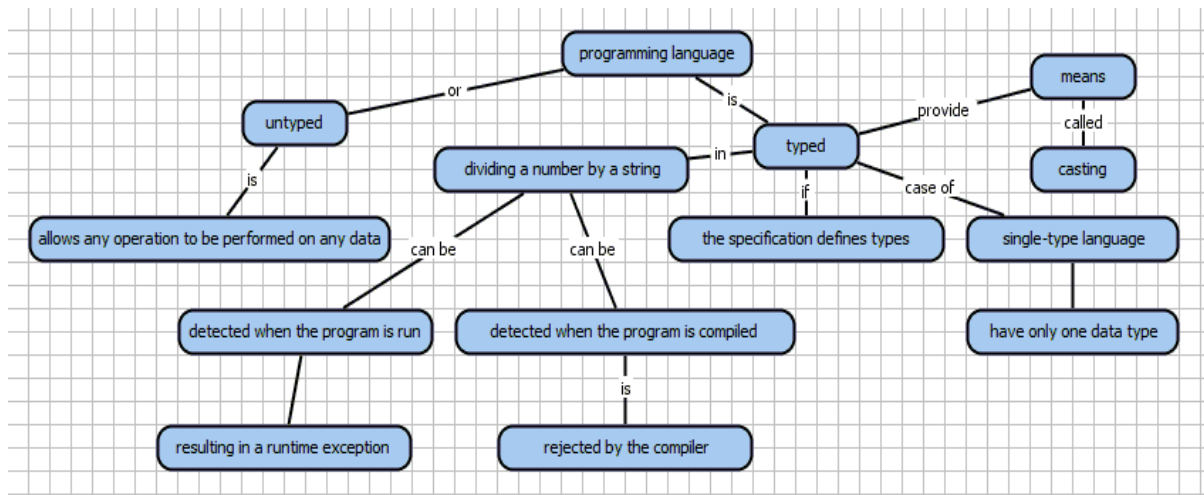 programming language
means
or
is
provide
untyped
called
typed
in
dividing a number by a string
casting
is
if
case of
allows any operation to be performed on any data
the specification defines types
single-type language
can be
can be
detected when the program is run
detected when the program is compiled
have only one data type
is
resulting in a runtime exception
rejected by the compiler